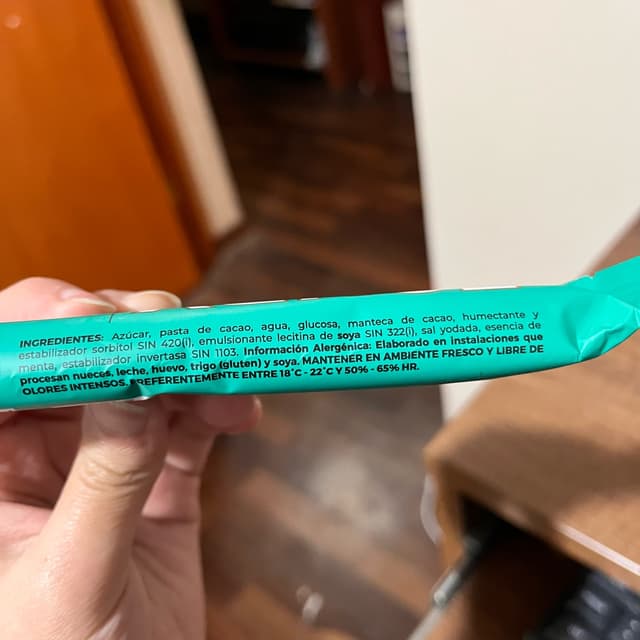 INGREDIENTES: Azúcar, pasta de cacao, agua, glucosa, manteca de cacao, humectante y
estabilizador sorbitol SIN 420(i), emulsionante lecitina de soya SIN 322(i), sal yodada, esencia de
menta, estabilizador invertasa SIN 1103. Información Alergénica: Elaborado en instalaciones que
procesan nueces, leche, huevo, trigo (gluten) y soya. MANTENER EN AMBIENTE FRESCO Y LIBRE DE
OLORES INTENSOS. PREFERENTEMENTE ENTRE 18°C - 22°C Y 50% - 65% HR.